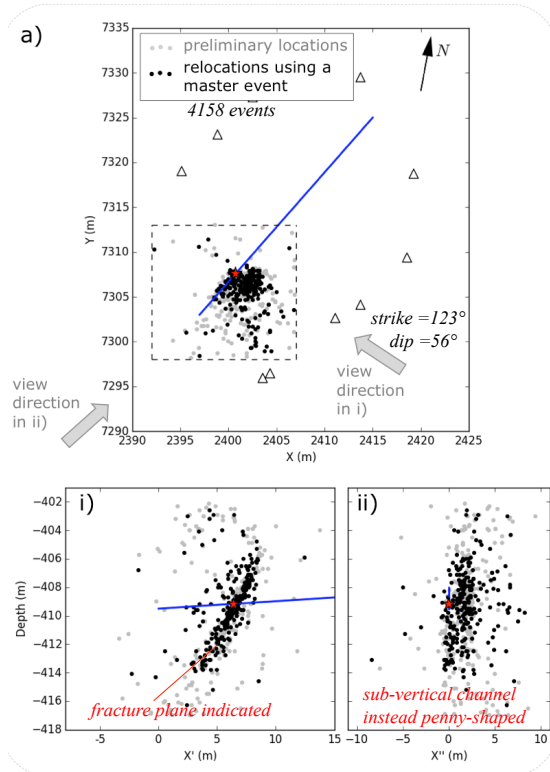 a)
preliminary locations
relocations using a
master event
4158 events
N
strike =123°
dip =56°
view
direction
in i)
view
direction
in ii)
7335
7330
7325
7320
7315
7310
7305
7300
7295
7290
Y (m)
2390 2395 2400 2405 2410 2415 2420 2425
X (m)
i)
ii)
−402
−404
−406
−408
−410
−412
−414
−416
−418
Depth (m)
fracture plane indicated
sub-vertical channel
instead penny-shaped
−5 0 5 10 15
X' (m)
−10 −5 0 5 10
X'' (m)